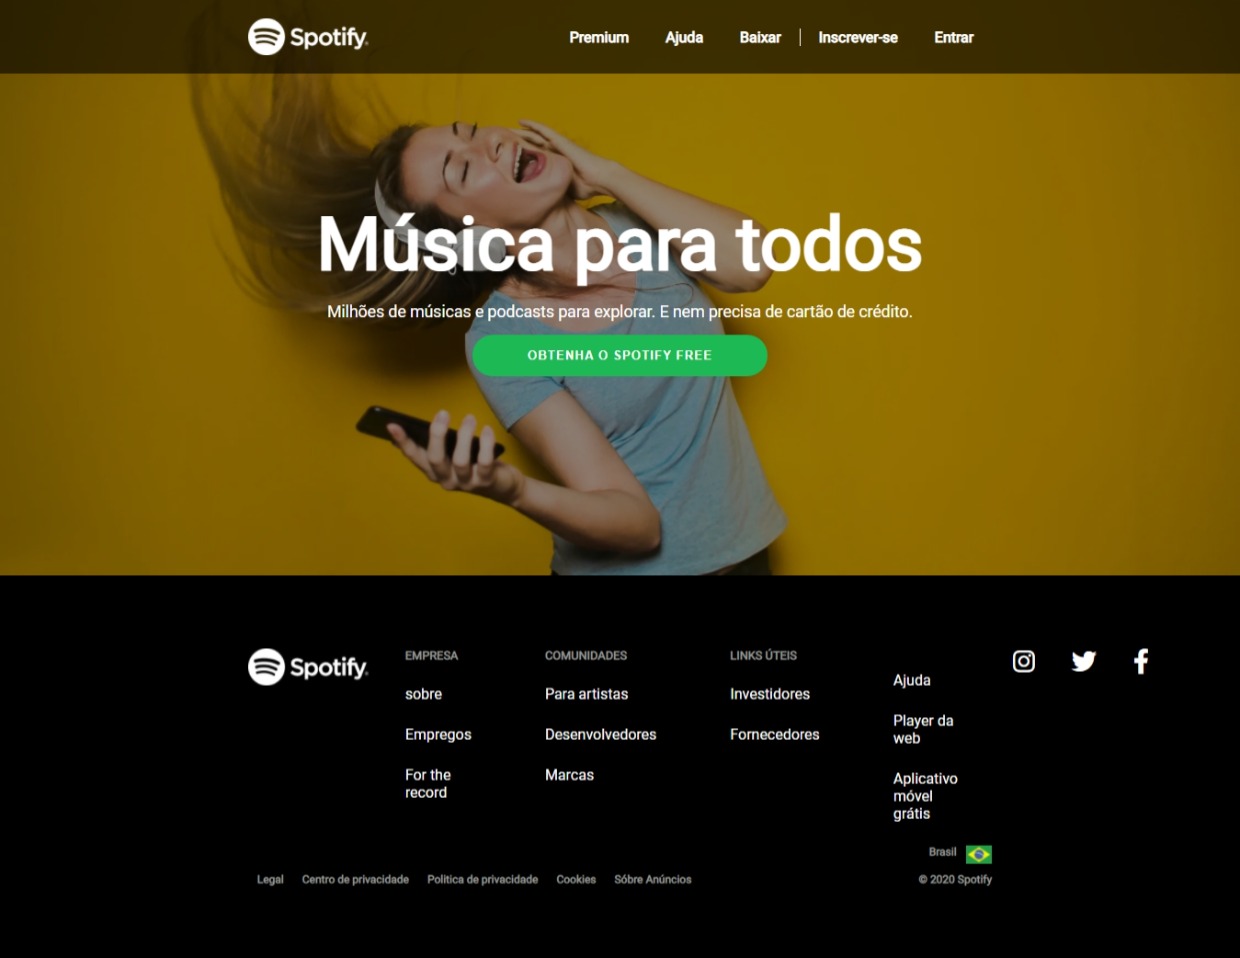 Spotify
Premium
Ajuda
Baixar
Inscrever-se
Entrar
Música para todos
Milhões de músicas e podcasts para explorar. E nem precisa de cartão de crédito.
OBTENHA O SPOTIFY FREE
Spotify
EMPRESA
sobre
Empregos
For the
record
COMUNIDADES
Para artistas
Desenvolvedores
Marcas
LINKS ÚTEIS
Investidores
Fornecedores
Ajuda
Player da
web
Aplicativo
móvel
grátis
Brasil
Legal
Centro de privacidade
Politica de privacidade
Cookies
Sóbre Anúncios
© 2020 Spotify